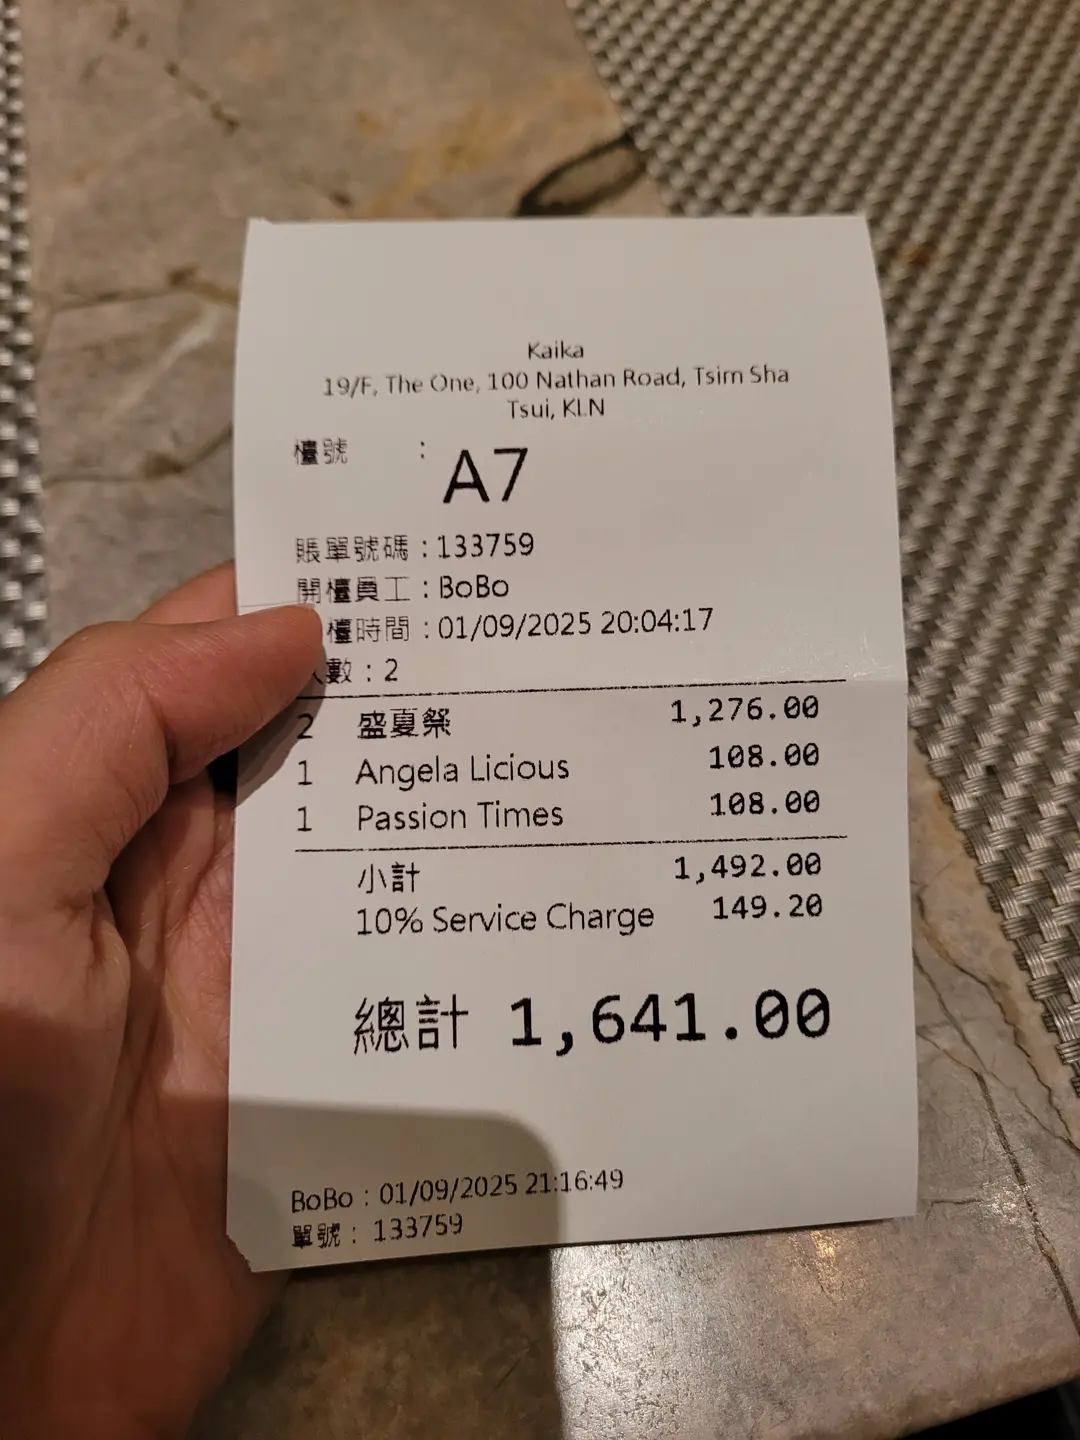 Kaika
19/F, The One, 100 Nathan Road, Tsim Sha
Tsui, KLN
檯號 : A7
賬單號碼 : 133759
開檯員工 : BoBo
檯時間 : 01/09/2025 20:04:17
數 : 2
2 盛夏祭 1,276.00
1 Angela Licious 108.00
1 Passion Times 108.00
小計 1,492.00
10% Service Charge 149.20
總計 1,641.00
BoBo : 01/09/2025 21:16:49
單號 : 133759